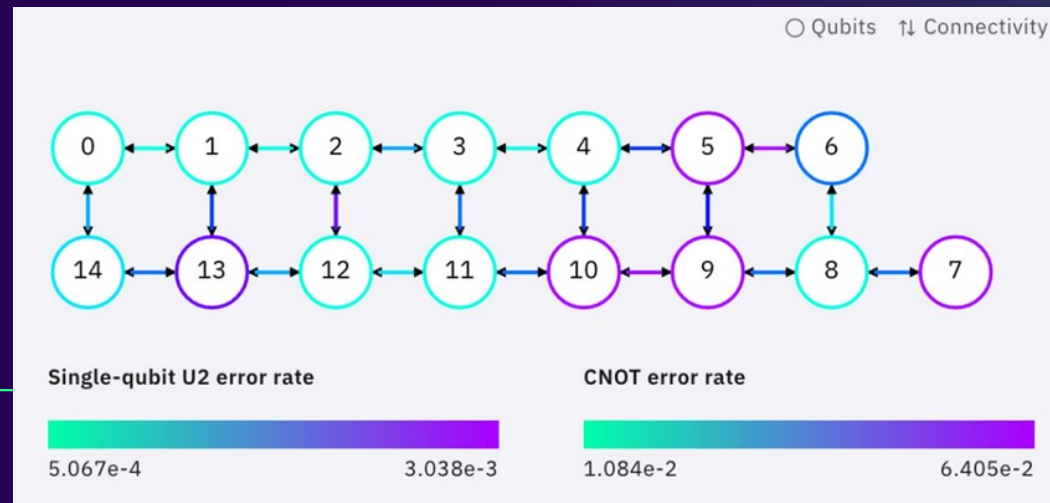 Qubits Connectivity
0 1 2 3 4 5 6
14 13 12 11 10 9 8 7
Single-qubit U2 error rate CNOT error rate
5.067e-4 3.038e-3 1.084e-2 6.405e-2